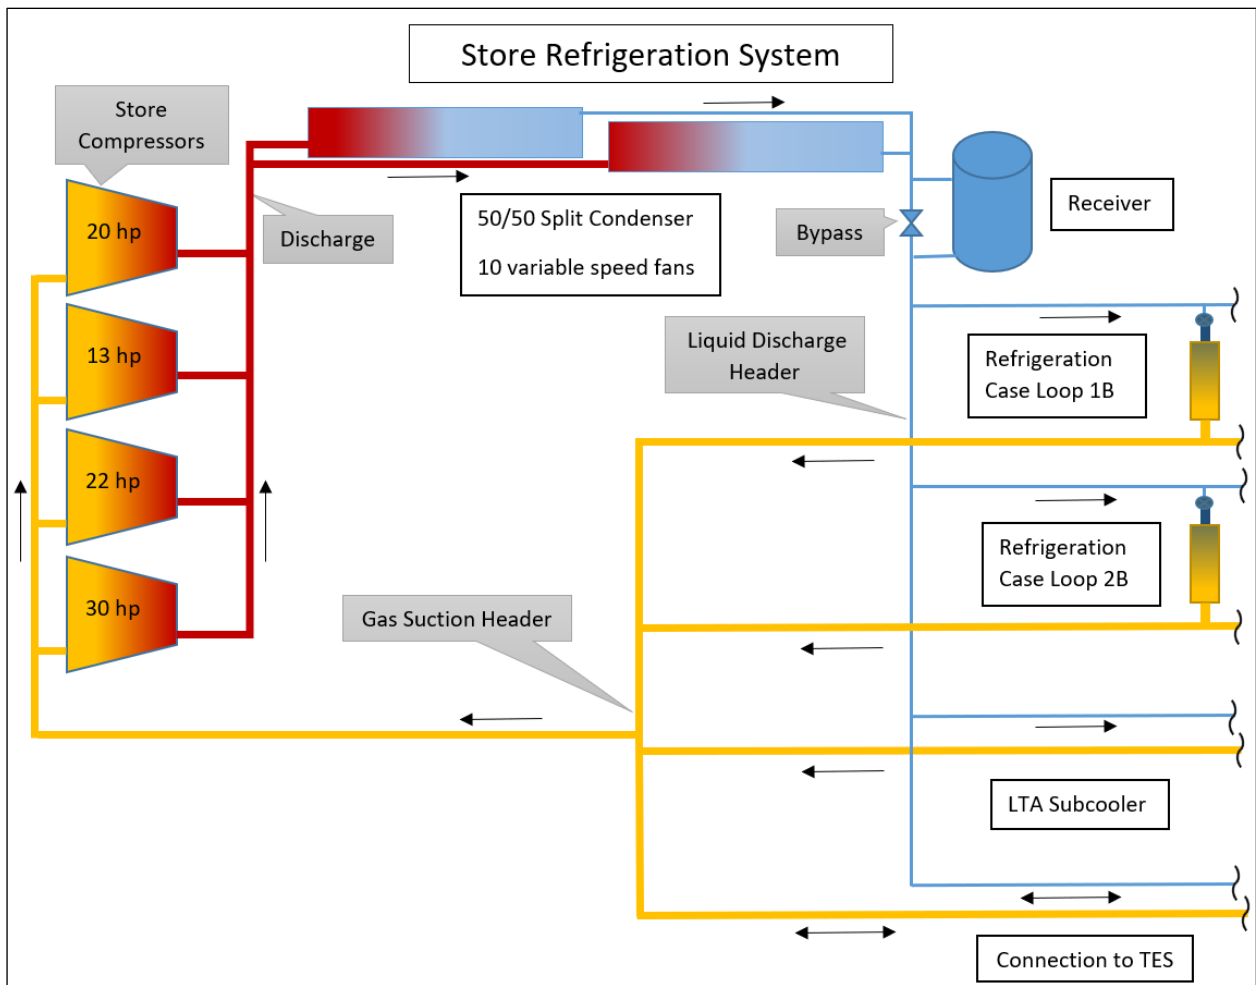 Store Refrigeration System
Store
Compressors
20 hp
13 hp
22 hp
30 hp
Discharge
50/50 Split Condenser
10 variable speed fans
Bypass
Receiver
Liquid Discharge
Header
Refrigeration
Case Loop 1B
Refrigeration
Case Loop 2B
Gas Suction Header
LTA Subcooler
Connection to TES